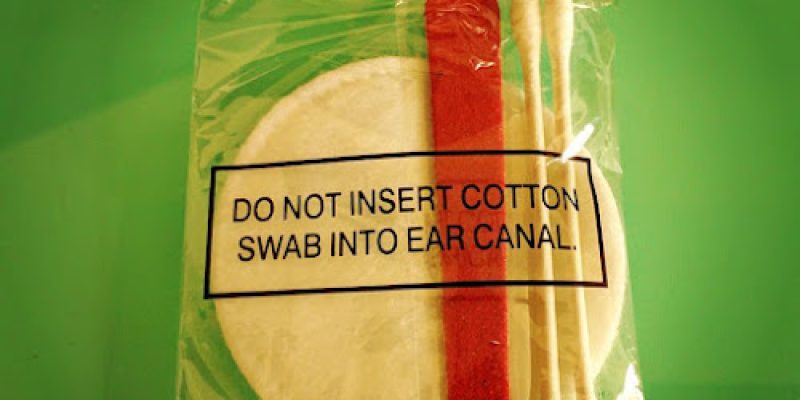 DO NOT INSERT COTTON
SWAB INTO EAR CANAL.